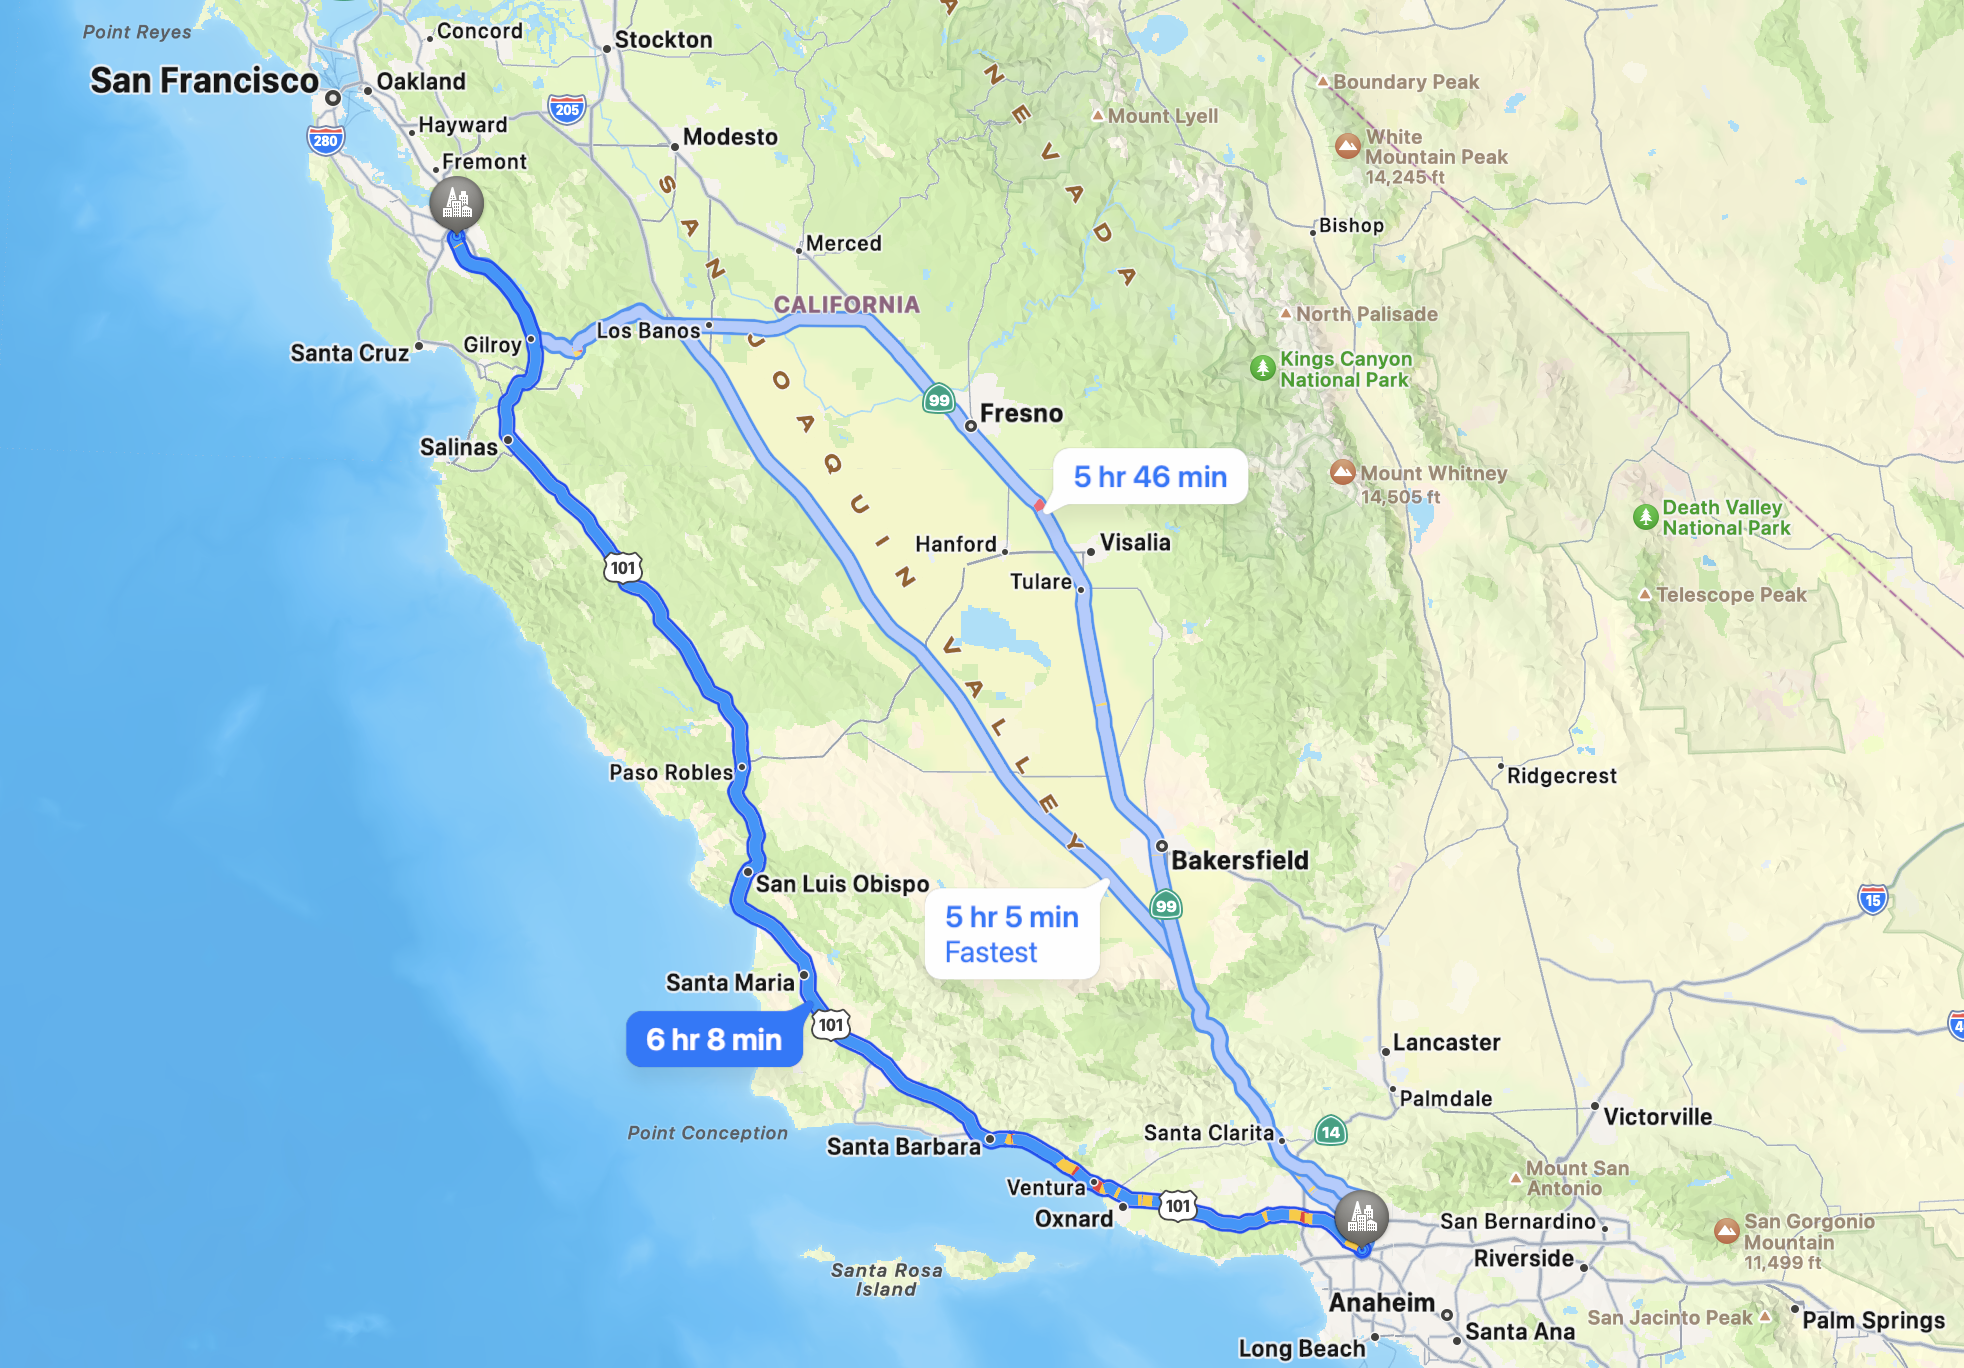 Point Reyes
Concord
Stockton
San Francisco
Oakland
Boundary Peak
205
Mount Lyell
Hayward
280
Modesto
White
Mountain Peak
14,245 ft
Fremont
N E V A D A
Bishop
S A N
Merced
CALIFORNIA
North Palisade
Los Banos
Gilroy
Santa Cruz
J O A Q U I N
Kings Canyon
National Park
99
Fresno
Salinas
5 hr 46 min
Mount Whitney
14,505 ft
Death Valley
National Park
Hanford
Visalia
101
Tulare
Telescope Peak
V A L L E Y
Paso Robles
Ridgecrest
Bakersfield
San Luis Obispo
15
99
5 hr 5 min
Fastest
Santa Maria
101
6 hr 8 min
4
Lancaster
Palmdale
Victorville
Point Conception
Santa Barbara
Santa Clarita
14
Mount San
Antonio
Ventura
101
Oxnard
San Bernardino
San Gorgonio
Mountain
11,499 ft
Riverside
Santa Rosa
Island
Anaheim
San Jacinto Peak
Palm Springs
Santa Ana
Long Beach